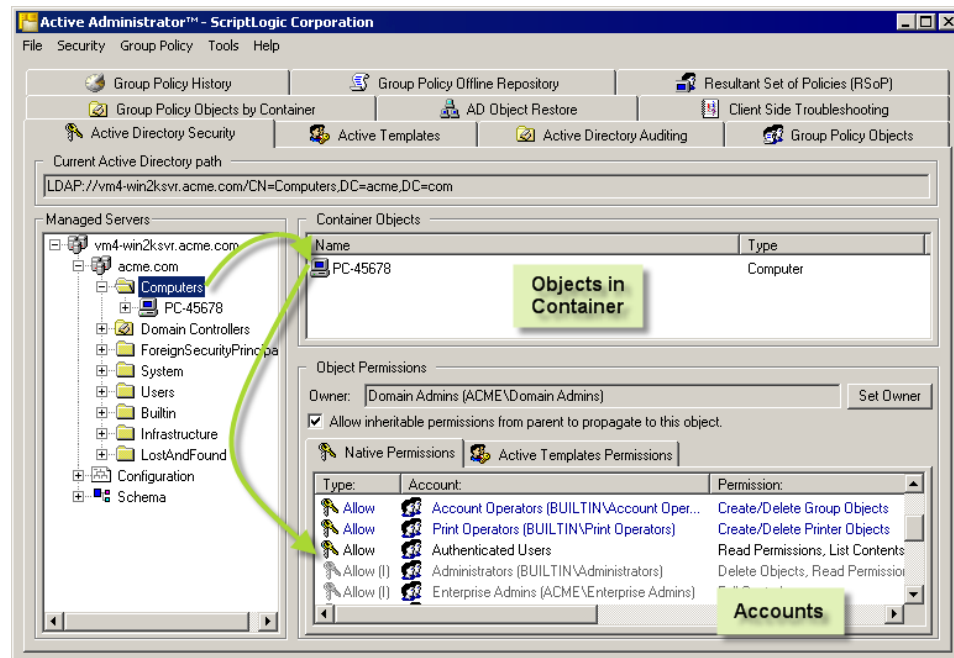 Active Administrator™ - ScriptLogic Corporation
File Security Group Policy Tools Help
Group Policy History
Group Policy Offline Repository
Resultant Set of Policies (RSoP)
Group Policy Objects by Container
AD Object Restore
Client Side Troubleshooting
Active Directory Security
Active Templates
Active Directory Auditing
Group Policy Objects
Current Active Directory path
LDAP://vm4-win2ksvr.acme.com/CN=Computers,DC=acme,DC=com
Managed Servers
vm4-win2ksvr.acme.com
acme.com
Computers
PC-45678
Domain Controllers
ForeignSecurityPrincipa
System
Users
Builtin
Infrastructure
LostAndFound
Configuration
Schema
Container Objects
Name Type
PC-45678 Computer
Objects in
Container
Object Permissions
Owner: Domain Admins (ACME\Domain Admins) Set Owner
Allow inheritable permissions from parent to propagate to this object.
Native Permissions Active Templates Permissions
Type: Account: Permission:
Allow Account Operators (BUILTIN\Account Oper... Create/Delete Group Objects
Allow Print Operators (BUILTIN\Print Operators) Create/Delete Printer Objects
Allow Authenticated Users Read Permissions, List Contents
Allow (I) Administrators (BUILTIN\Administrators) Delete Objects, Read Permission
Allow (I) Enterprise Admins (ACME\Enterprise Admins)
Accounts